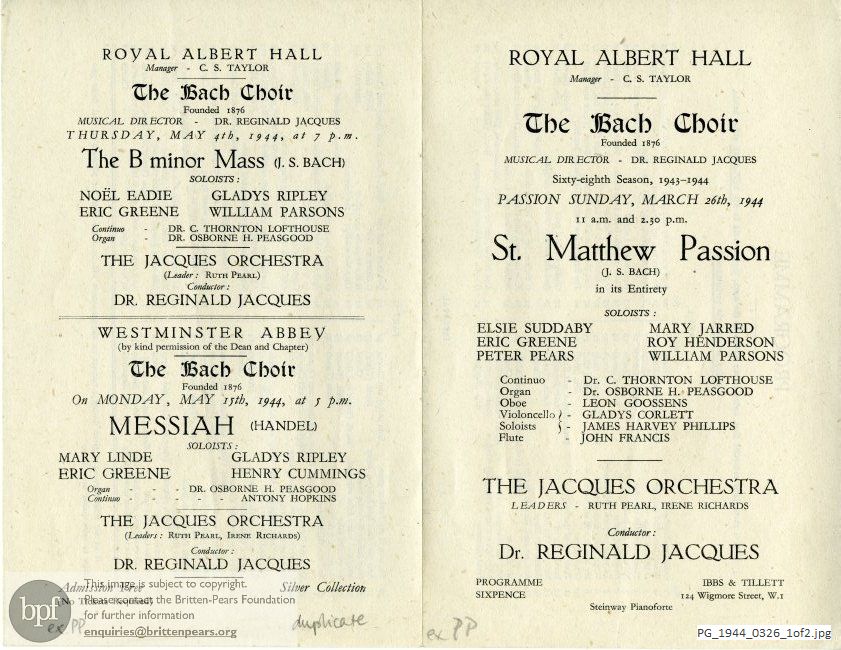 ROYAL ALBERT HALL
Manager - C. S. TAYLOR
The Bach Choir
Founded 1876
MUSICAL DIRECTOR - DR. REGINALD JACQUES
THURSDAY, MAY 4th, 1944, at 7 p.m.
The B minor Mass (J. S. BACH)
SOLOISTS :
NOËL EADIE GLADYS RIPLEY
ERIC GREENE WILLIAM PARSONS
Continuo - DR. C. THORNTON LOFTHOUSE
Organ - DR. OSBORNE H. PEASGOOD
THE JACQUES ORCHESTRA
(Leader : RUTH PEARL)
Conductor :
DR. REGINALD JACQUES
WESTMINSTER ABBEY
(by kind permission of the Dean and Chapter)
The Bach Choir
Founded 1876
On MONDAY, MAY 15th, 1944, at 5 p.m.
MESSIAH (HANDEL)
SOLOISTS :
MARY LINDE GLADYS RIPLEY
ERIC GREENE HENRY CUMMINGS
Organ - - - DR. OSBORNE H. PEASGOOD
Continuo - - - - ANTONY HOPKINS
THE JACQUES ORCHESTRA
(Leaders : RUTH PEARL, IRENE RICHARDS)
Conductor :
DR. REGINALD JACQUES
Admission Free Silver Collection
(No Tickets Required)
bpf
This image is subject to copyright.
Please contact the Britten-Pears Foundation
for further information
enquiries@brittenpears.org
ex PP
duplicate
ROYAL ALBERT HALL
Manager - C. S. TAYLOR
The Bach Choir
Founded 1876
MUSICAL DIRECTOR - DR. REGINALD JACQUES
Sixty-eighth Season, 1943-1944
PASSION SUNDAY, MARCH 26th, 1944
11 a.m. and 2.30 p.m.
St. Matthew Passion
(J. S. BACH)
in its Entirety
SOLOISTS :
ELSIE SUDDABY MARY JARRED
ERIC GREENE ROY HENDERSON
PETER PEARS WILLIAM PARSONS
Continuo - Dr. C. THORNTON LOFTHOUSE
Organ - Dr. OSBORNE H. PEASGOOD
Oboe - LEON GOOSSENS
Violoncello } - GLADYS CORLETT
Soloists } - JAMES HARVEY PHILLIPS
Flute - JOHN FRANCIS
THE JACQUES ORCHESTRA
LEADERS - RUTH PEARL, IRENE RICHARDS
Conductor :
Dr. REGINALD JACQUES
PROGRAMME IBBS & TILLETT
SIXPENCE 124 Wigmore Street, W.1
Steinway Pianoforte
ex PP
PG_1944_0326_1of2.jpg